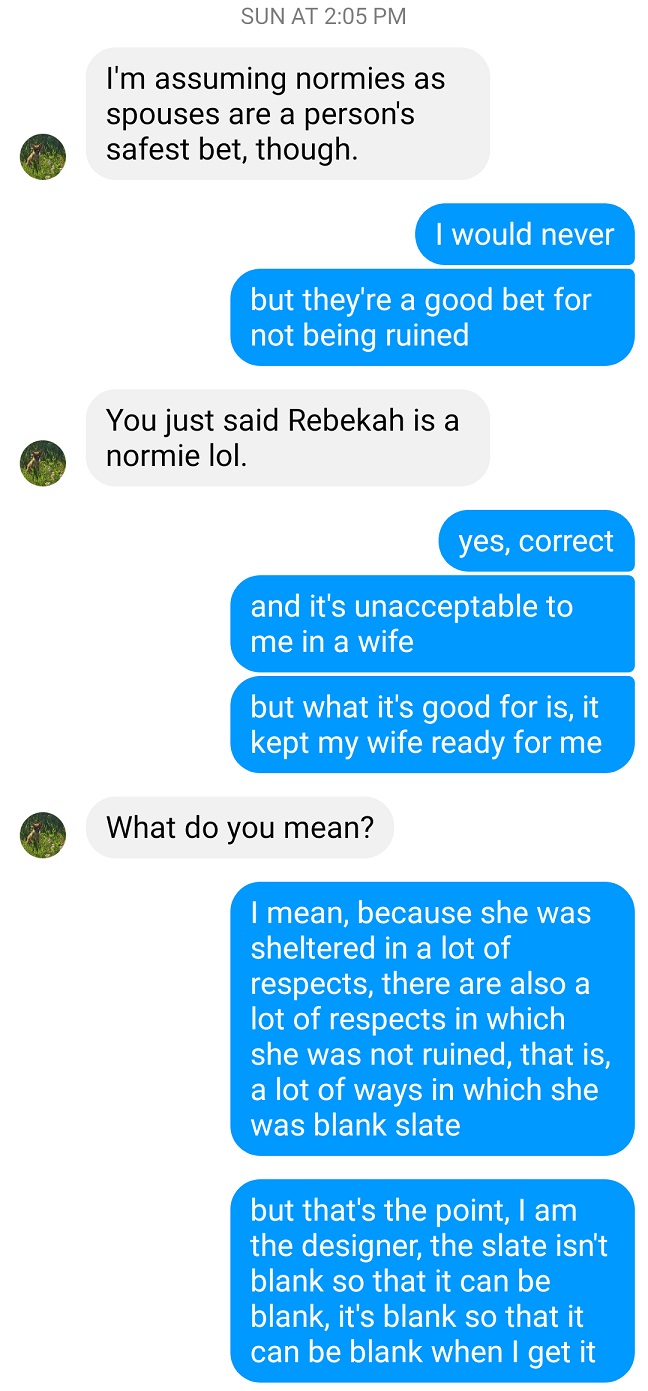 SUN AT 2:05 PM
I'm assuming normies as
spouses are a person's
safest bet, though.
I would never
but they're a good bet for
not being ruined
You just said Rebekah is a
normie lol.
yes, correct
and it's unacceptable to
me in a wife
but what it's good for is, it
kept my wife ready for me
What do you mean?
I mean, because she was
sheltered in a lot of
respects, there are also a
lot of respects in which
she was not ruined, that is,
a lot of ways in which she
was blank slate
but that's the point, I am
the designer, the slate isn't
blank so that it can be
blank, it's blank so that it
can be blank when I get it